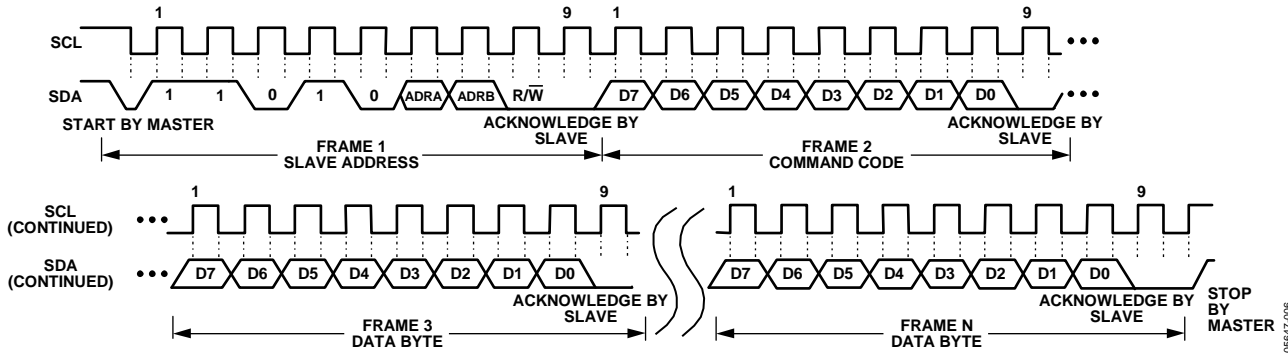 1 9 1 9
SCL
SDA 1 1 0 1 0 ADRA ADRB R/W̅ D7 D6 D5 D4 D3 D2 D1 D0
START BY MASTER ACKNOWLEDGE BY SLAVE ACKNOWLEDGE BY SLAVE
FRAME 1 SLAVE ADDRESS FRAME 2 COMMAND CODE
1 9 1 9
SCL (CONTINUED)
SDA (CONTINUED) D7 D6 D5 D4 D3 D2 D1 D0 D7 D6 D5 D4 D3 D2 D1 D0
ACKNOWLEDGE BY SLAVE ACKNOWLEDGE BY SLAVE STOP BY MASTER
FRAME 3 DATA BYTE FRAME N DATA BYTE
05647-006